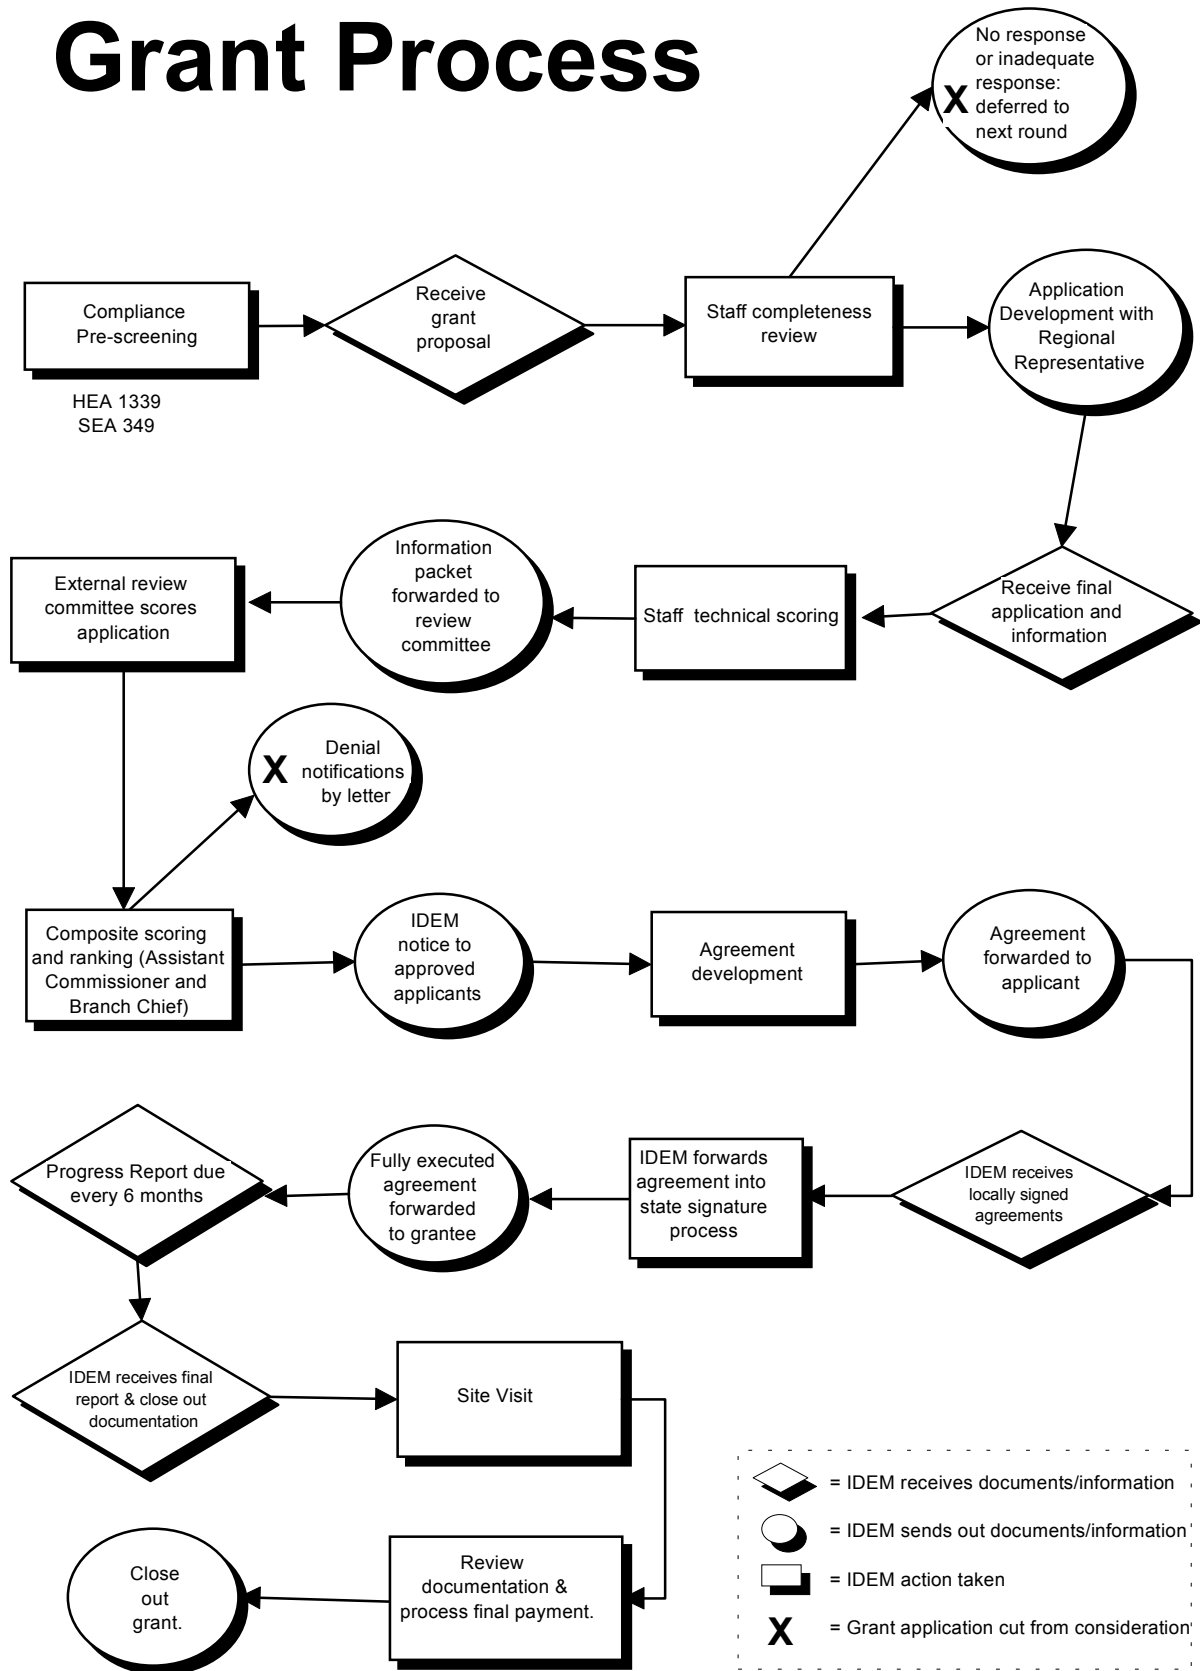 Grant Process
No response
or inadequate
response:
X deferred to
next round
Compliance
Pre-screening
HEA 1339
SEA 349
Receive
grant
proposal
Staff completeness
review
Application
Development with
Regional
Representative
External review
committee scores
application
Information
packet
forwarded to
review
committee
Staff technical scoring
Receive final
application and
information
X Denial
notifications
by letter
Composite scoring
and ranking (Assistant
Commissioner and
Branch Chief)
IDEM
notice to
approved
applicants
Agreement
development
Agreement
forwarded to
applicant
Progress Report due
every 6 months
Fully executed
agreement
forwarded
to grantee
IDEM forwards
agreement into
state signature
process
IDEM receives
locally signed
agreements
IDEM receives final
report & close out
documentation
Site Visit
Close
out
grant.
Review
documentation &
process final payment.
= IDEM receives documents/information
= IDEM sends out documents/information
= IDEM action taken
X = Grant application cut from consideration